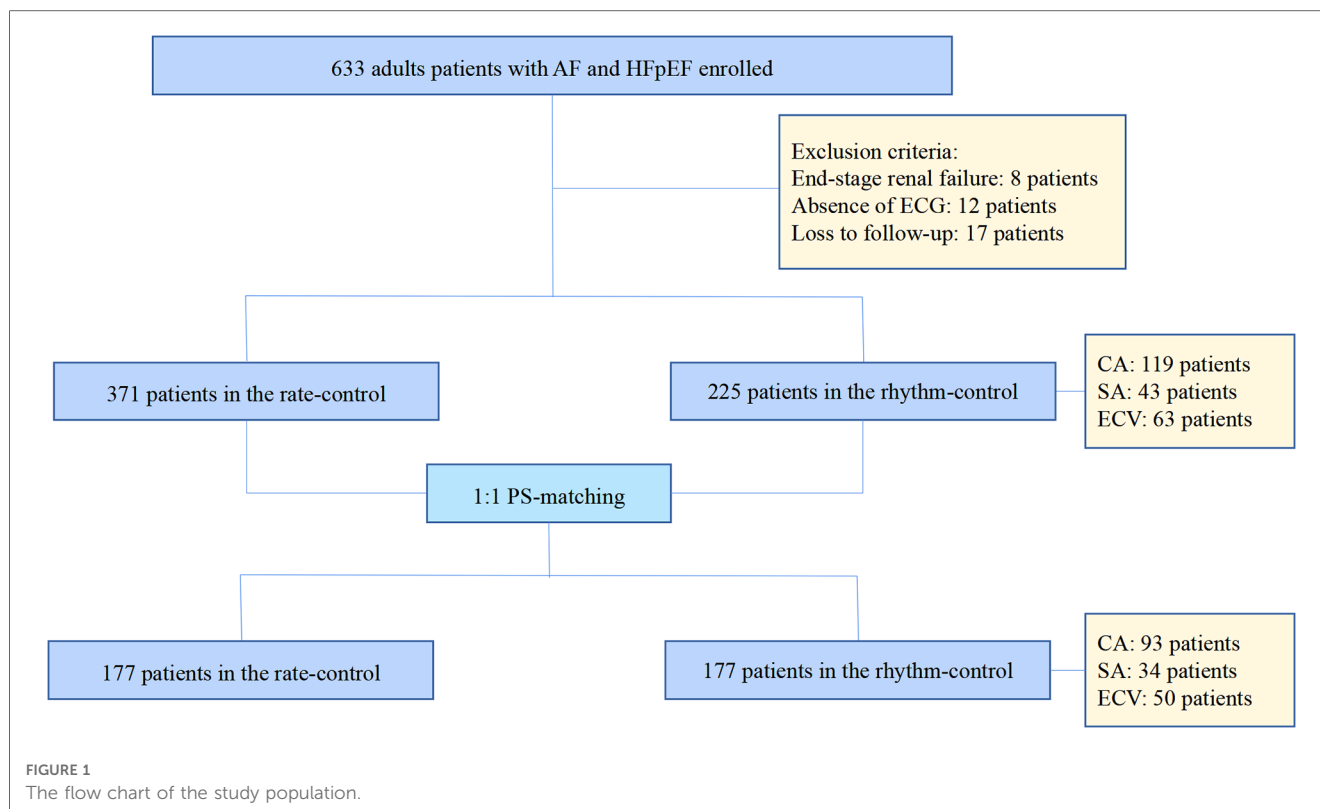 633 adults patients with AF and HFpEF enrolled
Exclusion criteria:
End-stage renal failure: 8 patients
Absence of ECG: 12 patients
Loss to follow-up: 17 patients
371 patients in the rate-control
225 patients in the rhythm-control
CA: 119 patients
SA: 43 patients
ECV: 63 patients
1:1 PS-matching
177 patients in the rate-control
177 patients in the rhythm-control
CA: 93 patients
SA: 34 patients
ECV: 50 patients
FIGURE 1
The flow chart of the study population.